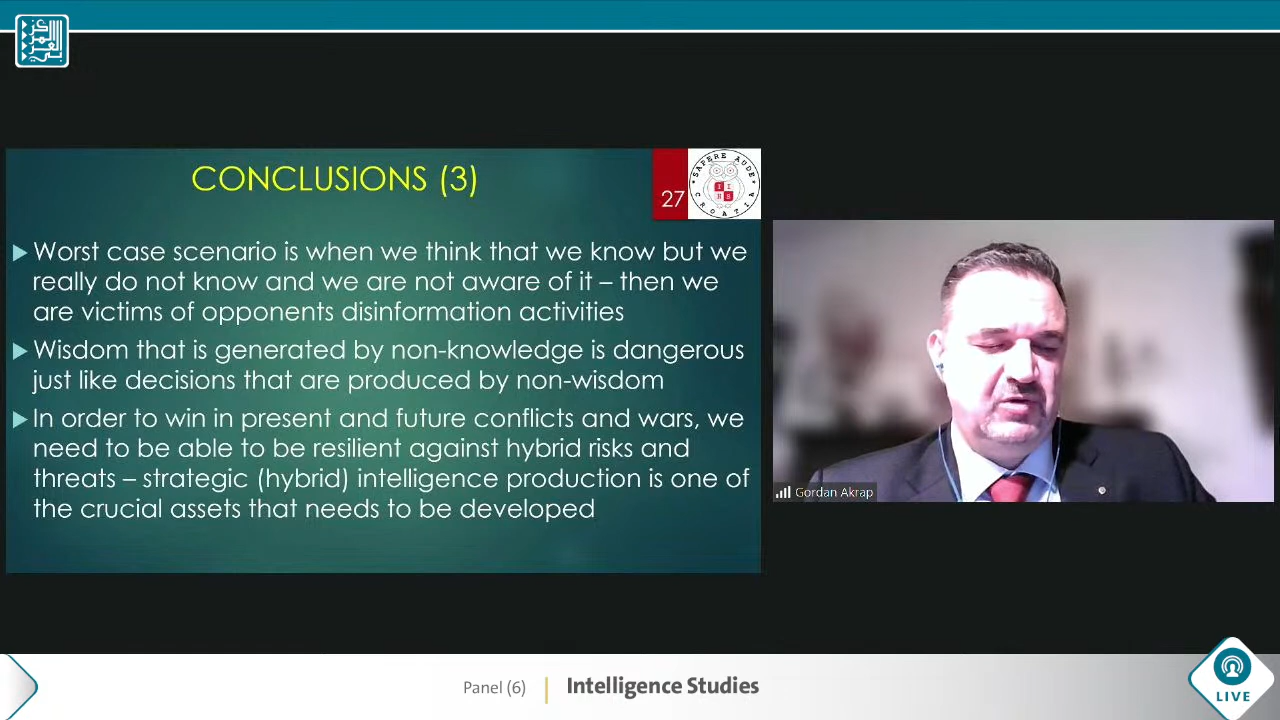 المركز
العربي
CONCLUSIONS (3)
27
SAPERE AUDE
I I
H S
CROATIA
Worst case scenario is when we think that we know but we
really do not know and we are not aware of it – then we
are victims of opponents disinformation activities
Wisdom that is generated by non-knowledge is dangerous
just like decisions that are produced by non-wisdom
In order to win in present and future conflicts and wars, we
need to be able to be resilient against hybrid risks and
threats – strategic (hybrid) intelligence production is one of
the crucial assets that needs to be developed
Gordan Akrap
Panel (6) | Intelligence Studies
LIVE